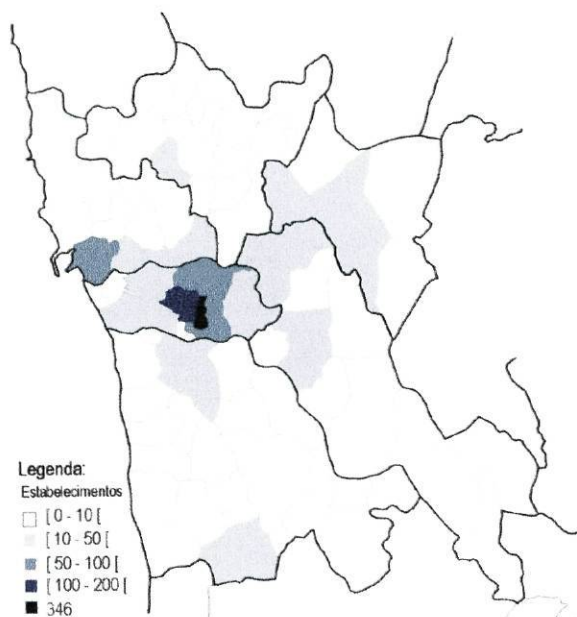 Legenda:
Estabelecimentos
[ 0 - 10 [
[ 10 - 50 [
[ 50 - 100 [
[ 100 - 200 [
346